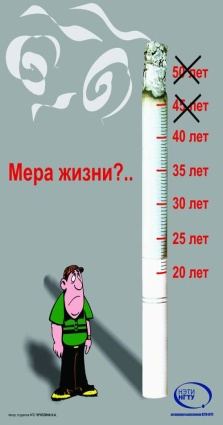 50 лет
45 лет
40 лет
Мера жизни?..
35 лет
30 лет
25 лет
20 лет
НЭТИ
НГТУ